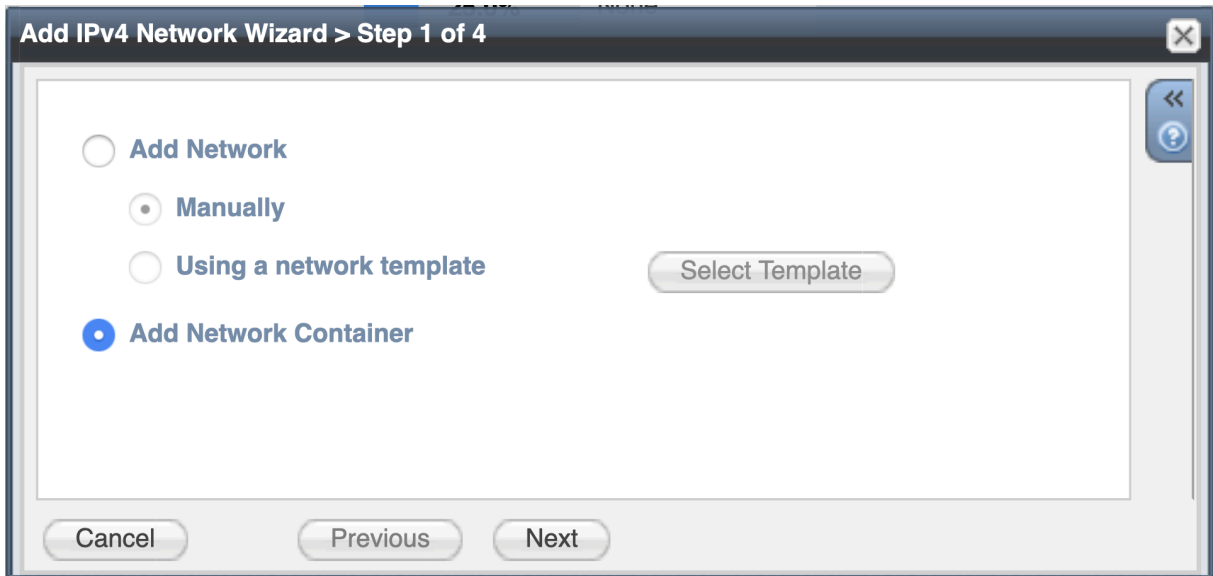 Add IPv4 Network Wizard > Step 1 of 4
Add Network
Manually
Using a network template
Select Template
Add Network Container
Cancel
Previous
Next